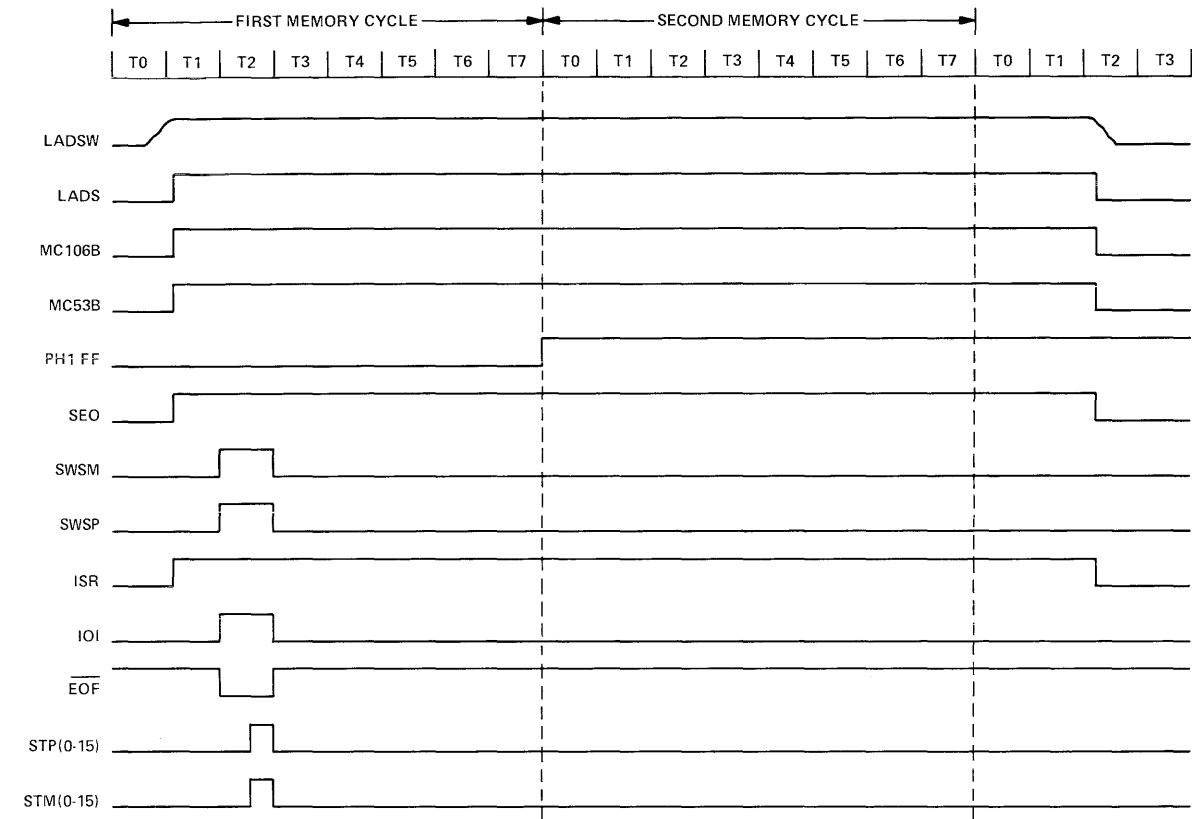 FIRST MEMORY CYCLE SECOND MEMORY CYCLE
T0 T1 T2 T3 T4 T5 T6 T7 T0 T1 T2 T3 T4 T5 T6 T7 T0 T1 T2 T3
LADSW
LADS
MC106B
MC53B
PH1 FF
SEO
SWSM
SWSP
ISR
IOI
E̅O̅F̅
STP(0-15)
STM(0-15)